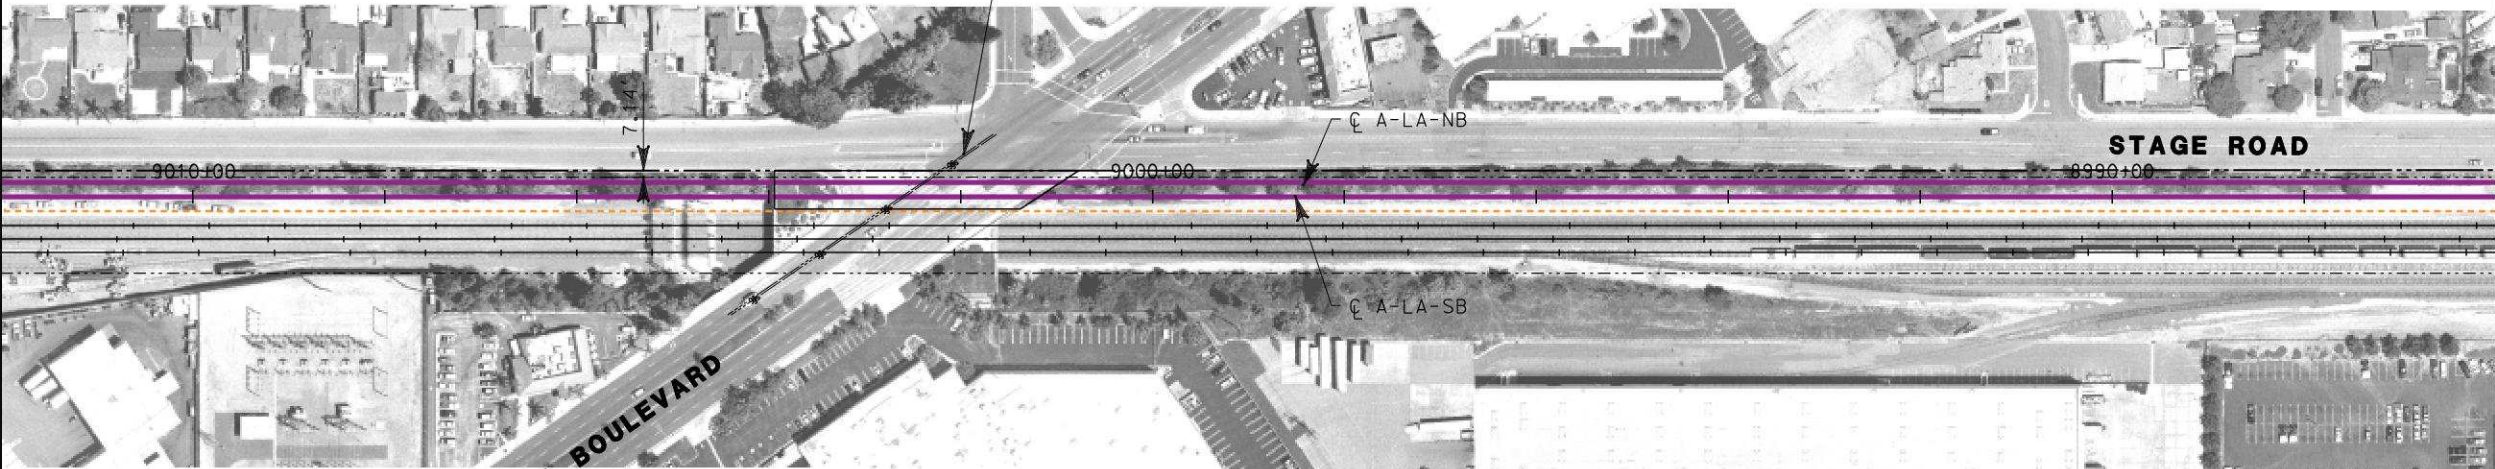 7.14'
℄ A-LA-NB
STAGE ROAD
9010+00
9000+00
8990+00
℄ A-LA-SB
BOULEVARD